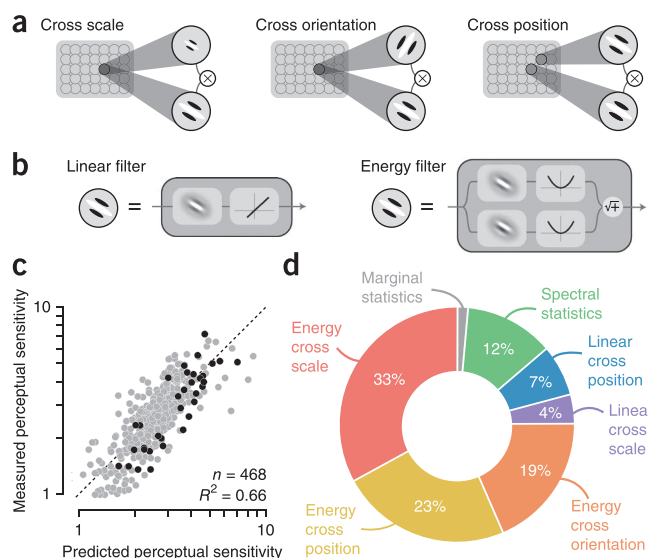 a
Cross scale
Cross orientation
Cross position
b
Linear filter
Energy filter
=
=
√+
c
Measured perceptual sensitivity
10
1
1
10
n = 468
R² = 0.66
Predicted perceptual sensitivity
d
Marginal
statistics
Spectral
statistics
12%
Linear
cross
position
7%
Linea
cross
scale
4%
Energy
cross
orientation
19%
Energy
cross
position
23%
Energy
cross
scale
33%